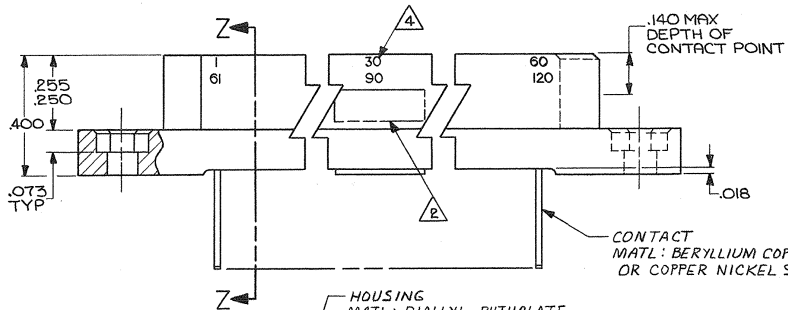 Z
4
.140 MAX
DEPTH OF
CONTACT POINT
1
61
30
90
60
120
.255
.250
.400
.073
TYP
2
.018
CONTACT
MATL: BERYLLIUM COP
OR COPPER NICKEL S
Z
HOUSING